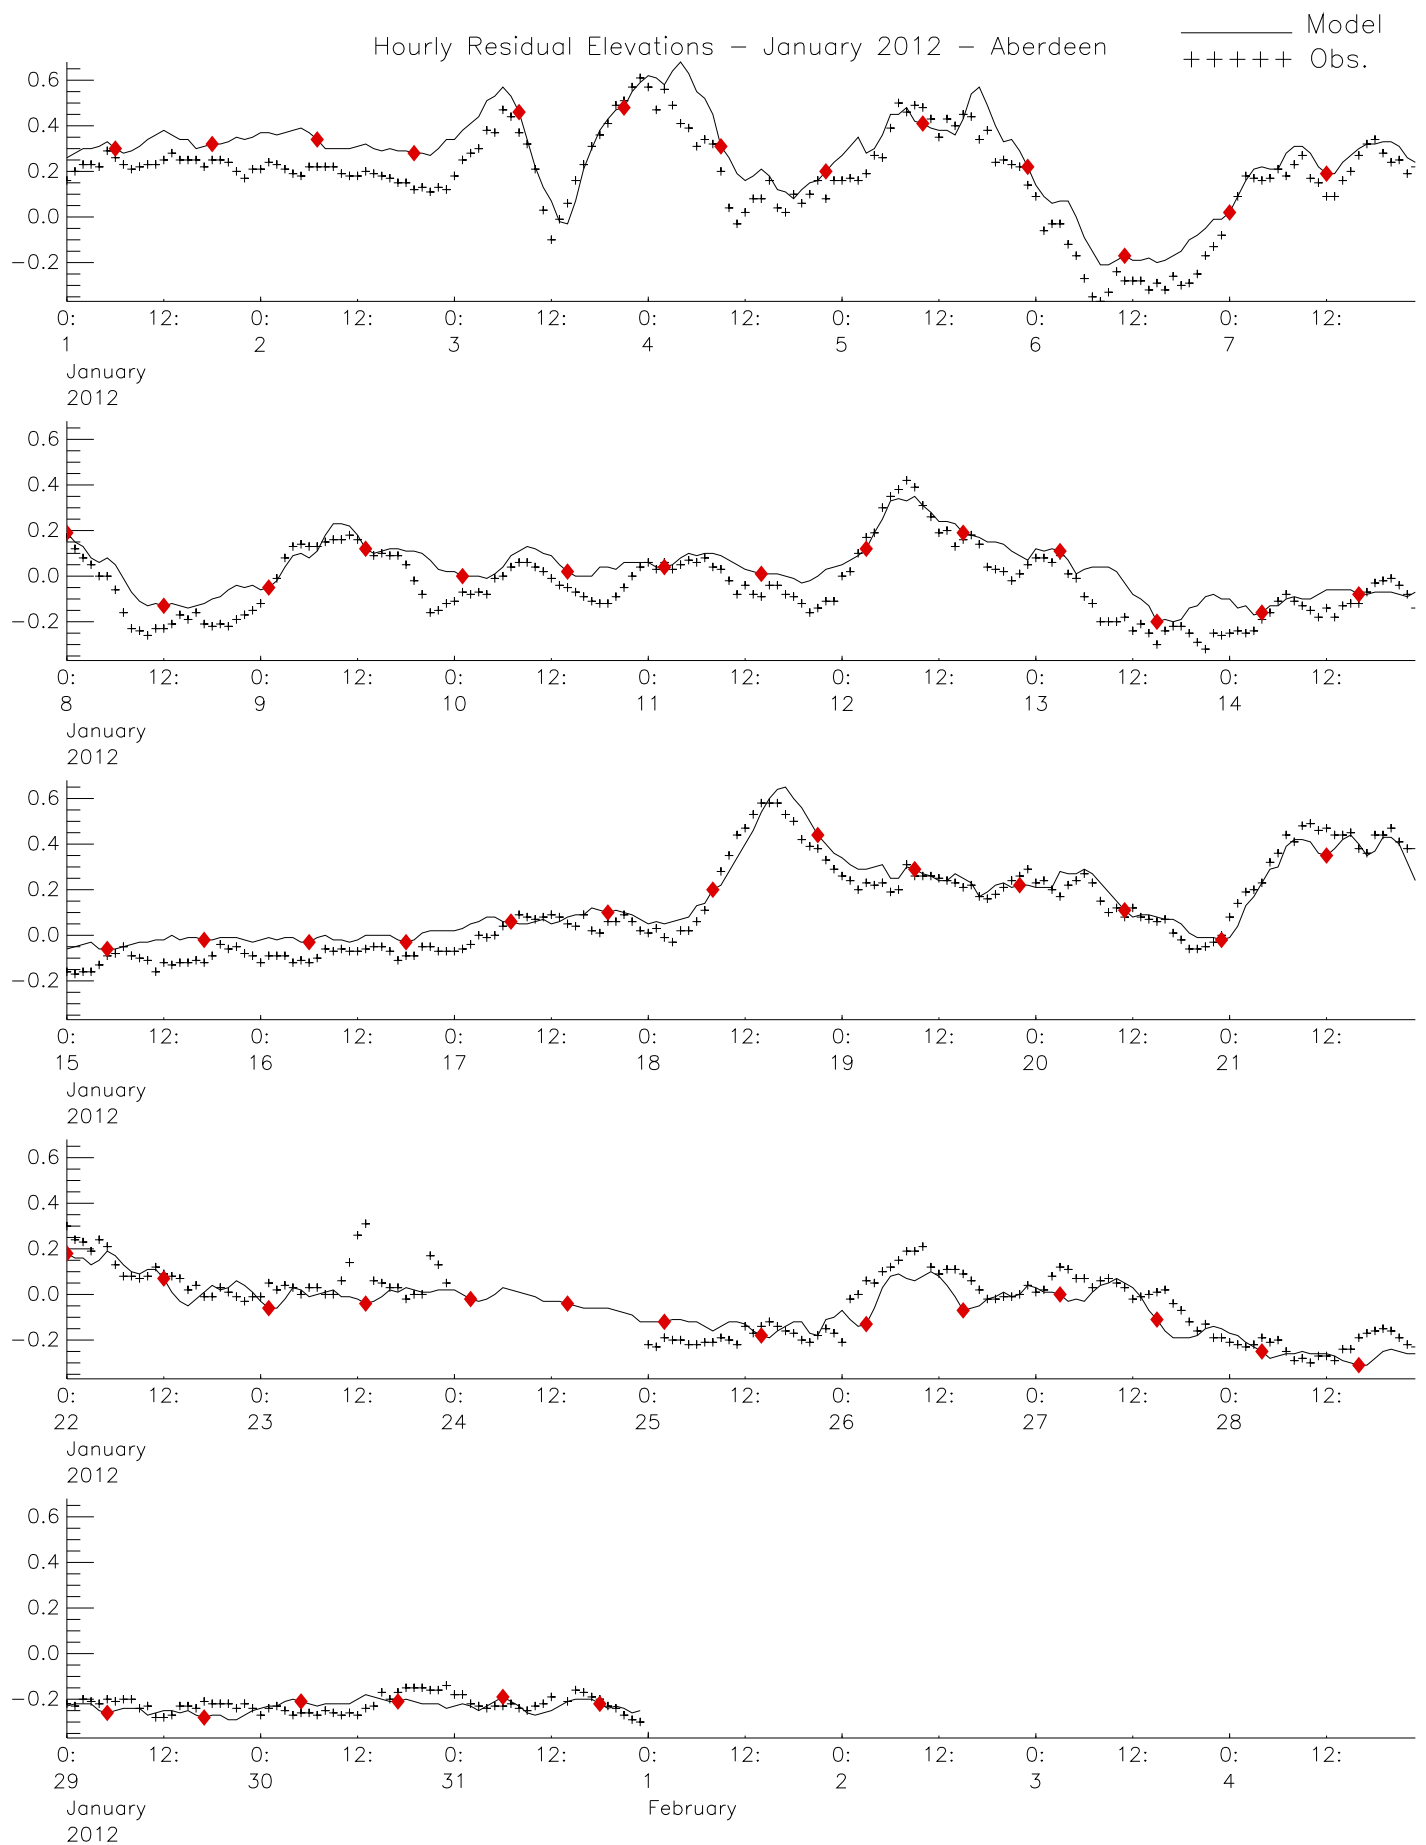 Hourly Residual Elevations – January 2012 – Aberdeen
Model
+++++ Obs.
0.6
0.4
0.2
0.0
−0.2
0: 12: 0: 12: 0: 12: 0: 12: 0: 12: 0: 12: 0: 12:
1 2 3 4 5 6 7
January
2012
0.6
0.4
0.2
0.0
−0.2
0: 12: 0: 12: 0: 12: 0: 12: 0: 12: 0: 12: 0: 12:
8 9 10 11 12 13 14
January
2012
0.6
0.4
0.2
0.0
−0.2
0: 12: 0: 12: 0: 12: 0: 12: 0: 12: 0: 12: 0: 12:
15 16 17 18 19 20 21
January
2012
0.6
0.4
0.2
0.0
−0.2
0: 12: 0: 12: 0: 12: 0: 12: 0: 12: 0: 12: 0: 12:
22 23 24 25 26 27 28
January
2012
0.6
0.4
0.2
0.0
−0.2
0: 12: 0: 12: 0: 12: 0: 12: 0: 12: 0: 12: 0: 12:
29 30 31 1 2 3 4
January February
2012